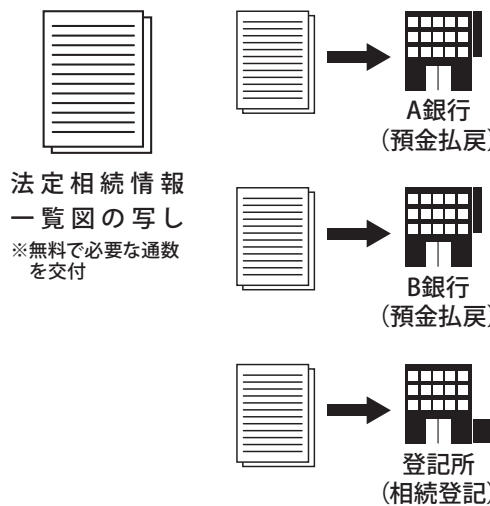 法定相続情報
一覧図の写し
※無料で必要な通数
を交付
A銀行
(預金払戻)
B銀行
(預金払戻)
登記所
(相続登記)